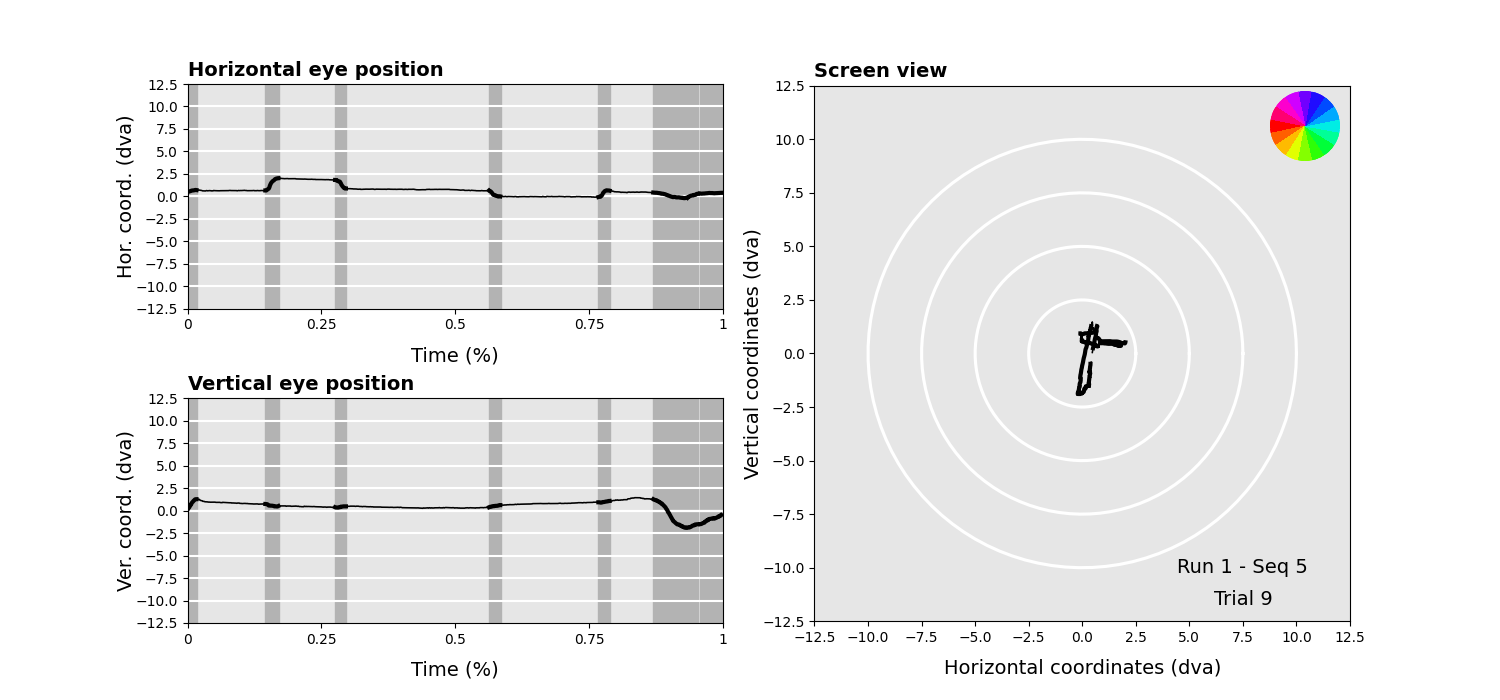 Horizontal eye position
12.5
10.0
7.5
5.0
2.5
0.0
−2.5
−5.0
−7.5
−10.0
−12.5
Hor. coord. (dva)
0 0.25 0.5 0.75 1
Time (%)
Vertical eye position
12.5
10.0
7.5
5.0
2.5
0.0
−2.5
−5.0
−7.5
−10.0
−12.5
Ver. coord. (dva)
0 0.25 0.5 0.75 1
Time (%)
Screen view
12.5
10.0
7.5
5.0
2.5
0.0
−2.5
−5.0
−7.5
−10.0
−12.5
Vertical coordinates (dva)
Run 1 - Seq 5
Trial 9
−12.5 −10.0 −7.5 −5.0 −2.5 0.0 2.5 5.0 7.5 10.0 12.5
Horizontal coordinates (dva)